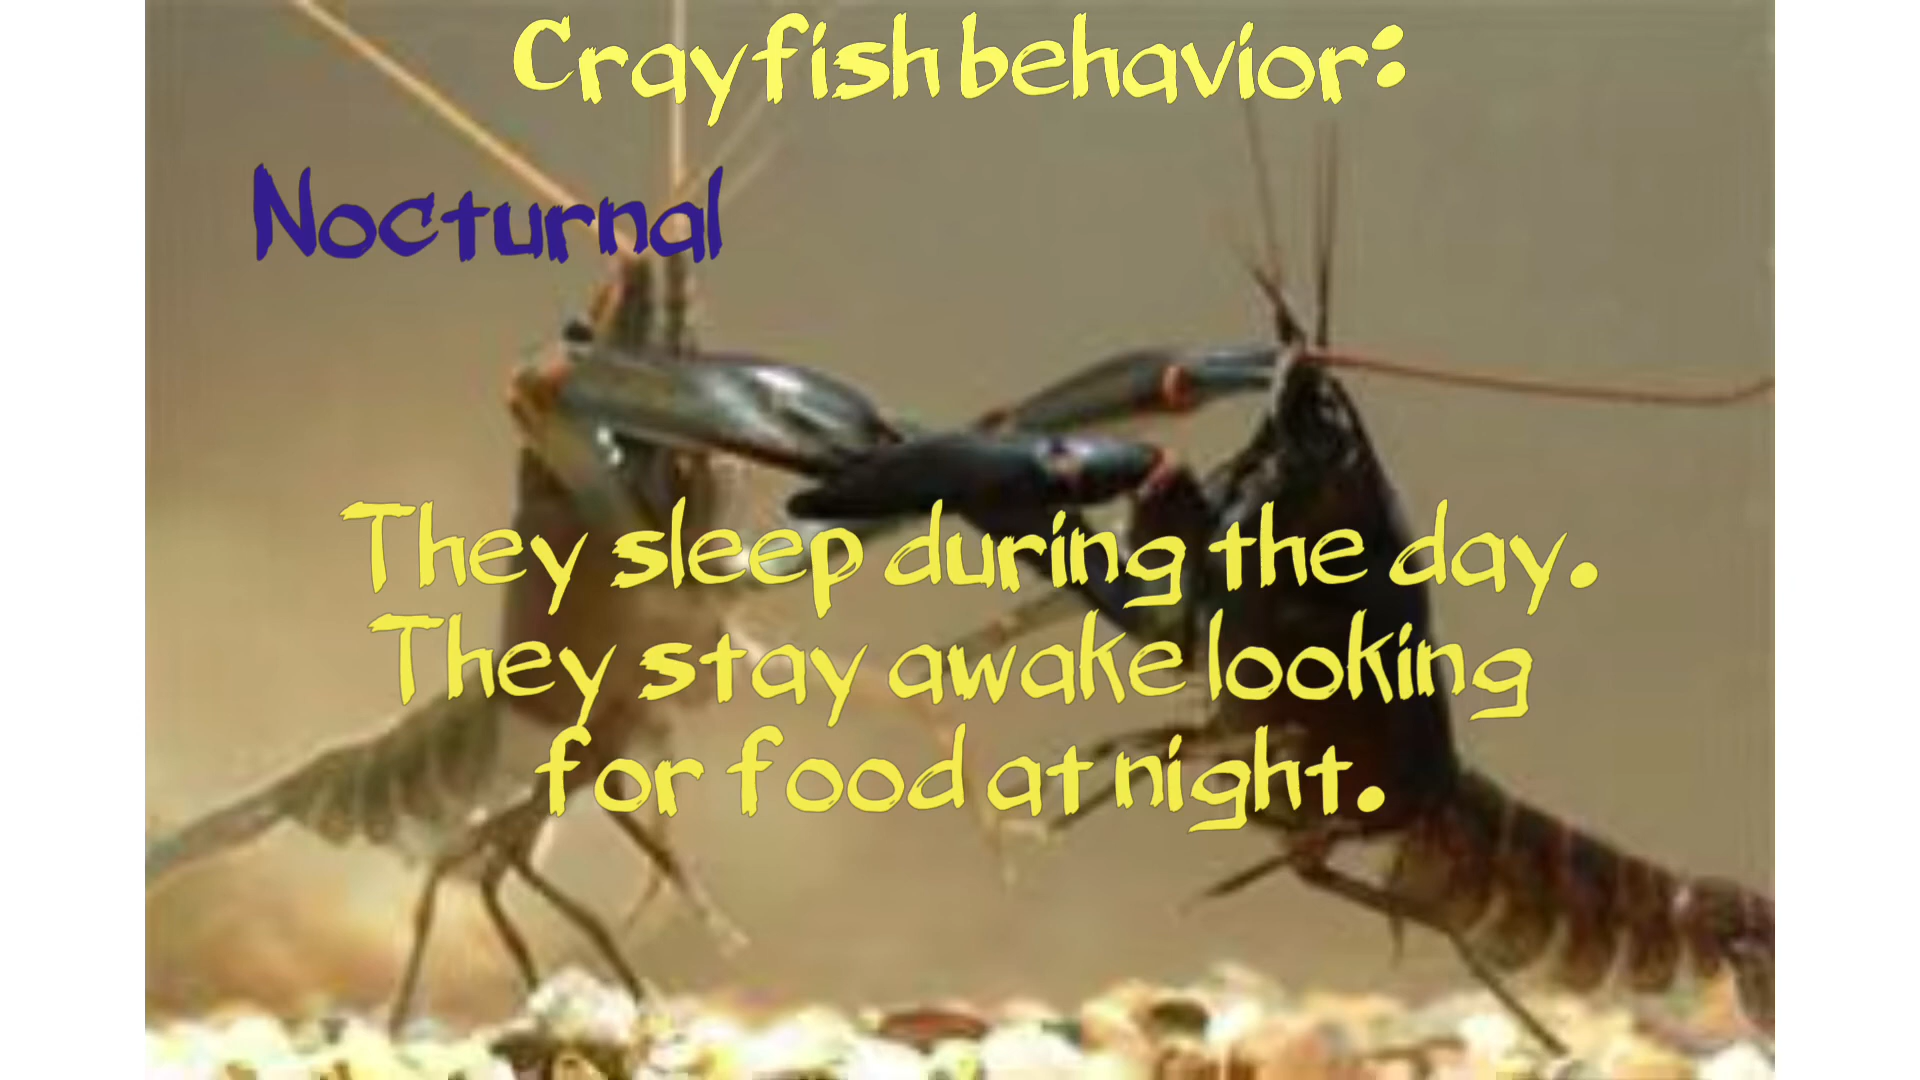 Crayfish behavior:
Nocturnal
They sleep during the day.
They stay awake looking
for food at night.